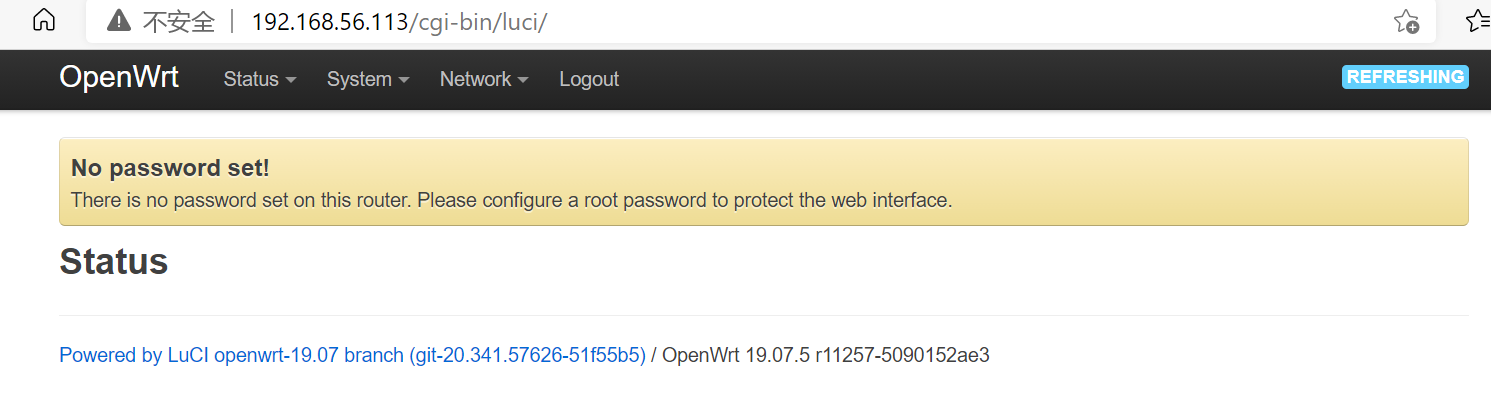 不安全 192.168.56.113/cgi-bin/luci/
OpenWrt Status System Network Logout REFRESHING
No password set!
There is no password set on this router. Please configure a root password to protect the web interface.
Status
Powered by LuCI openwrt-19.07 branch (git-20.341.57626-51f55b5) / OpenWrt 19.07.5 r11257-5090152ae3